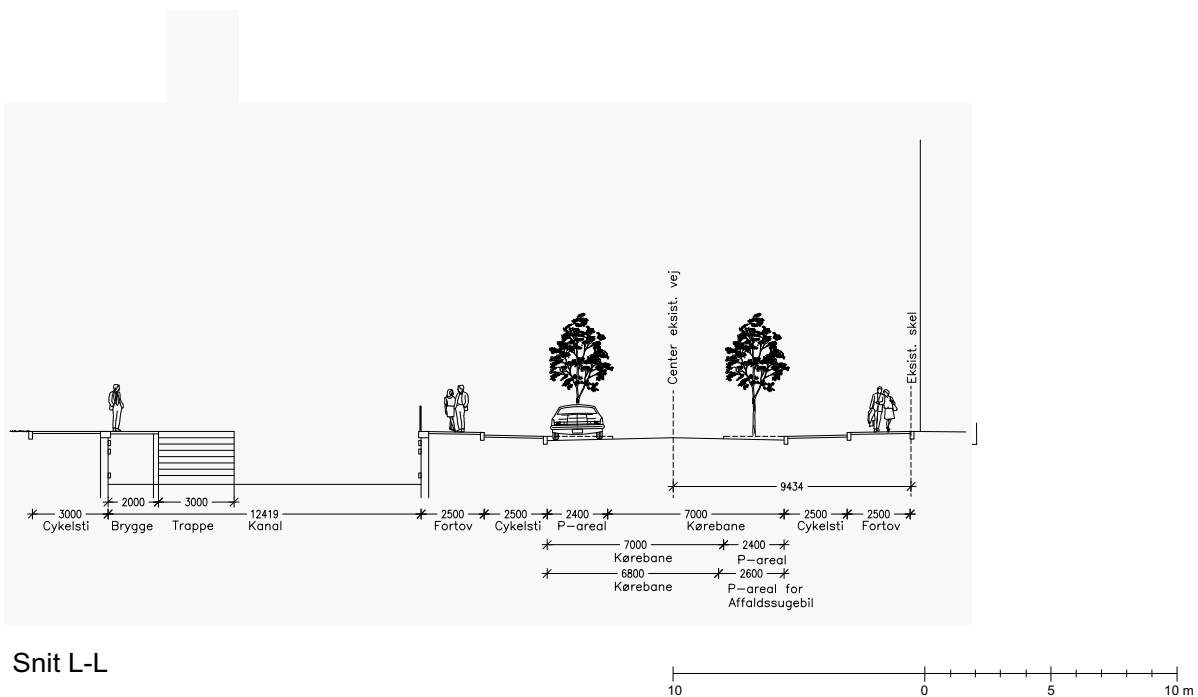 Center eksist. vej
Eksist. skel
2000 3000 9434
3000 12419 2500 2500 2400 7000 2500 2500
Cykelsti Brygge Trappe Kanal Fortov Cykelsti P-areal Kørebane Cykelsti Fortov
7000 2400
Kørebane P-areal
6800 2600
Kørebane P-areal for
Affaldssugebil
Snit L-L
10 0 5 10 m